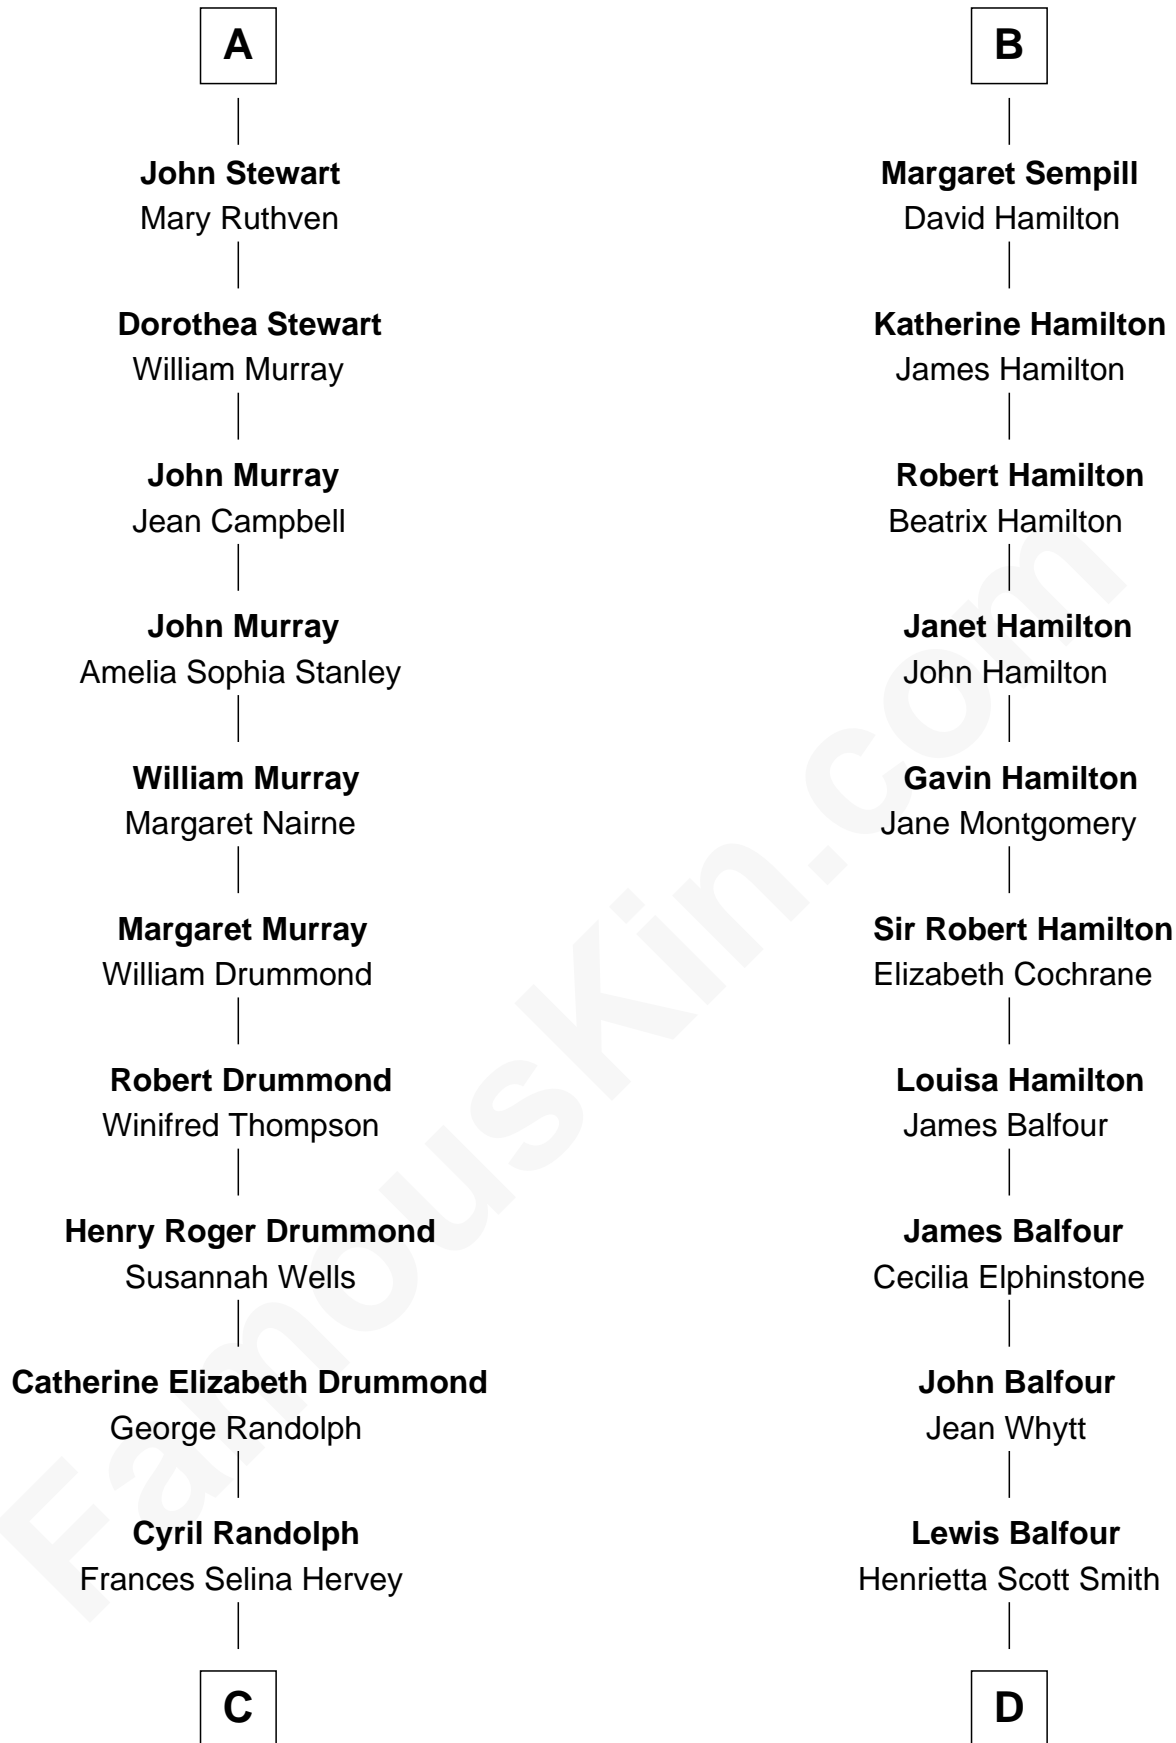 A
John Stewart
Mary Ruthven
Dorothea Stewart
William Murray
John Murray
Jean Campbell
John Murray
Amelia Sophia Stanley
William Murray
Margaret Nairne
Margaret Murray
William Drummond
Robert Drummond
Winifred Thompson
Henry Roger Drummond
Susannah Wells
Catherine Elizabeth Drummond
George Randolph
Cyril Randolph
Frances Selina Hervey
C
B
Margaret Sempill
David Hamilton
Katherine Hamilton
James Hamilton
Robert Hamilton
Beatrix Hamilton
Janet Hamilton
John Hamilton
Gavin Hamilton
Jane Montgomery
Sir Robert Hamilton
Elizabeth Cochrane
Louisa Hamilton
James Balfour
James Balfour
Cecilia Elphinstone
John Balfour
Jean Whytt
Lewis Balfour
Henrietta Scott Smith
D
FamousKin.com